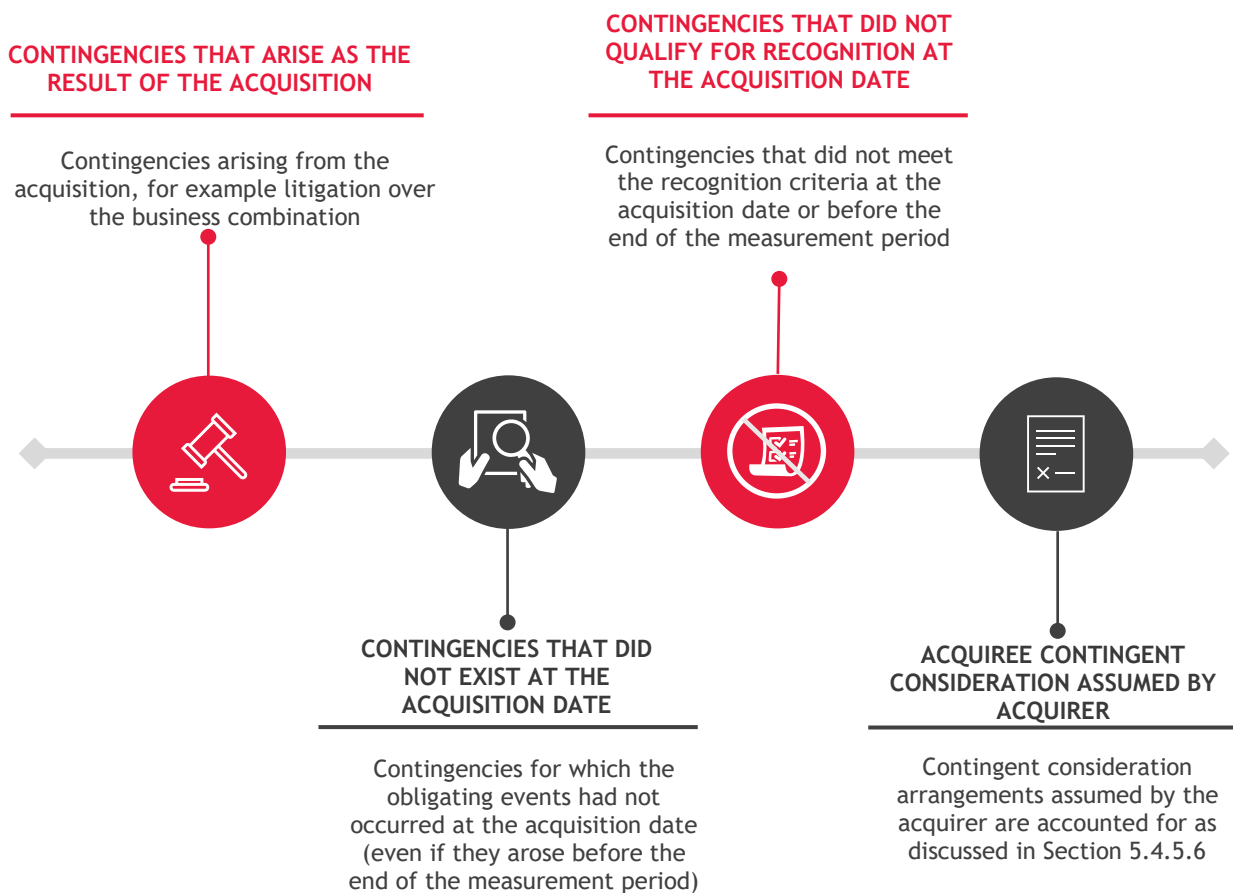 CONTINGENCIES THAT ARISE AS THE
RESULT OF THE ACQUISITION
Contingencies arising from the
acquisition, for example litigation over
the business combination
CONTINGENCIES THAT DID NOT
QUALIFY FOR RECOGNITION AT
THE ACQUISITION DATE
Contingencies that did not meet
the recognition criteria at the
acquisition date or before the
end of the measurement period
CONTINGENCIES THAT DID
NOT EXIST AT THE
ACQUISITION DATE
Contingencies for which the
obligating events had not
occurred at the acquisition date
(even if they arose before the
end of the measurement period)
ACQUIREE CONTINGENT
CONSIDERATION ASSUMED BY
ACQUIRER
Contingent consideration
arrangements assumed by the
acquirer are accounted for as
discussed in Section 5.4.5.6